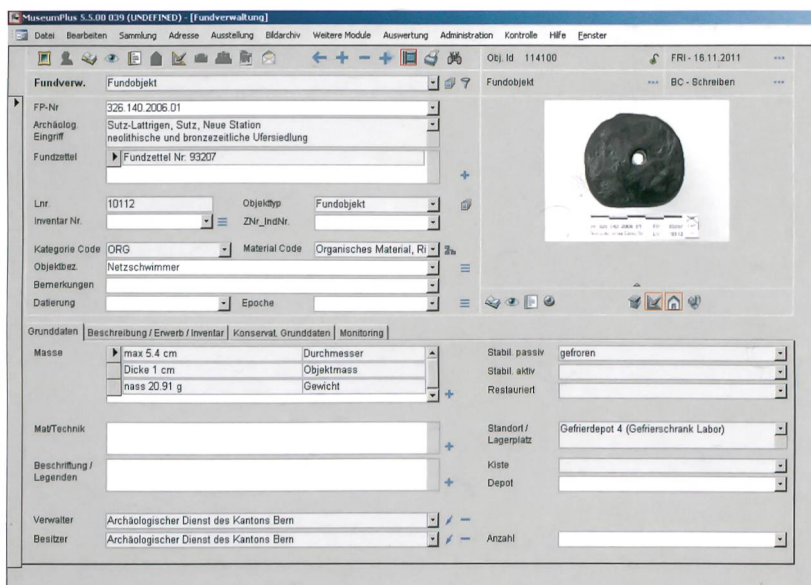 MuseumPlus 5.5.00 039 (UNDEFINED) - [Fundverwaltung]
Datei Bearbeiten Sammlung Adresse Ausstellung Bildarchiv Weitere Module Auswertung Administration Kontrolle Hilfe Fenster
Obj. Id 114100 FRI - 16.11.2011
Fundverw. Fundobjekt
Fundobjekt BC - Schreiben
FP-Nr 326.140.2006.01
Archäolog. Eingriff
Sutz-Lattrigen, Sutz, Neue Station
neolithische und bronzezeitliche Ufersiedlung
Fundzettel Fundzettel Nr. 93207
Lnr. 10112 Objekttyp Fundobjekt
Inventar Nr. ZNr_IndNr.
Kategorie Code ORG Material Code Organisches Material, Ri
Objektbez. Netzschwimmer
Bemerkungen
Datierung Epoche
Grunddaten Beschreibung / Erwerb / Inventar Konservat. Grunddaten Monitoring
Masse max 5.4 cm Durchmesser
Dicke 1 cm Objektmass
nass 20.91 g Gewicht
Mat/Technik
Beschriftung / Legenden
Verwalter Archäologischer Dienst des Kantons Bern
Besitzer Archäologischer Dienst des Kantons Bern
Stabil. passiv gefroren
Stabil. aktiv
Restauriert
Standort / Lagerplatz
Gefrierdepot 4 (Gefrierschrank Labor)
Kiste
Depot
Anzahl